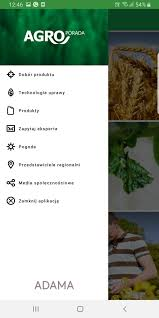 12:46
54%
AGRO PORADA
Dobór produktu
Technologie uprawy
Produkty
Zapytaj eksperta
Pogoda
Przedstawiciele regionalni
Media społecznościowe
Zamknij aplikację
ADAMA